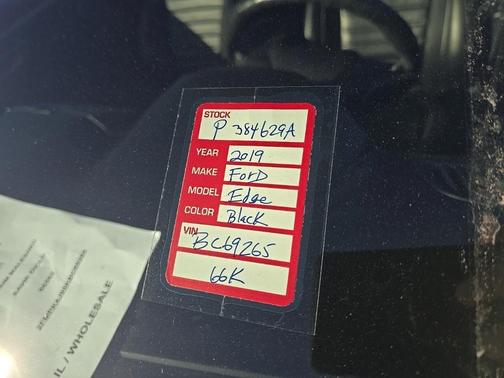 STOCK
P 384629A
YEAR 2019
MAKE FORD
MODEL Edge
COLOR Black
VIN BC69265
66K
IL / WHOLESALE